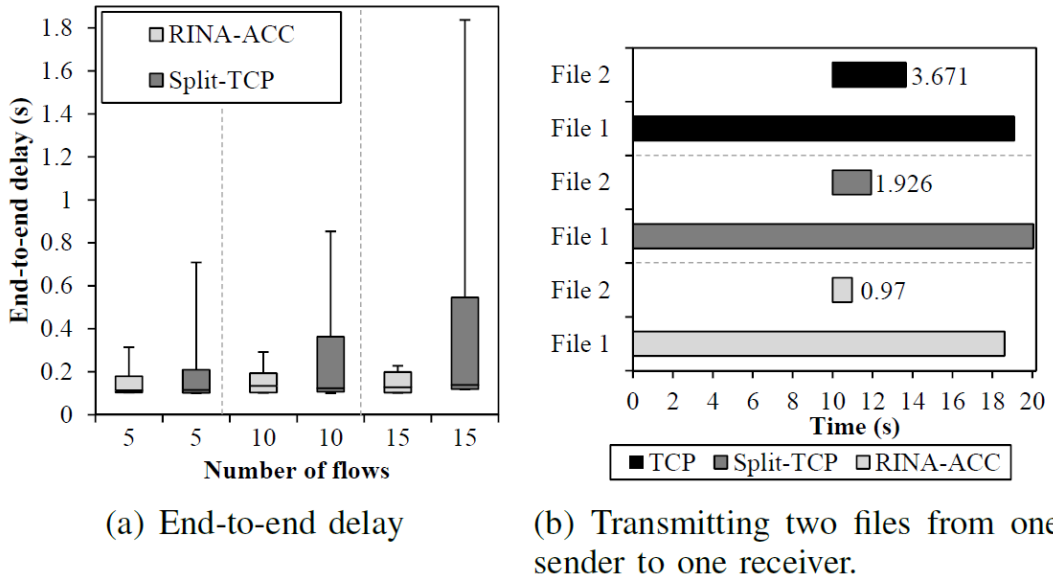 End-to-end delay (s)
1.8
1.6
1.4
1.2
1
0.8
0.6
0.4
0.2
0
RINA-ACC
Split-TCP
5 5 10 10 15 15
Number of flows
(a) End-to-end delay
File 2
3.671
File 1
File 2
1.926
File 1
File 2
0.97
File 1
0 2 4 6 8 10 12 14 16 18 20
Time (s)
TCP Split-TCP RINA-ACC
(b) Transmitting two files from one
sender to one receiver.